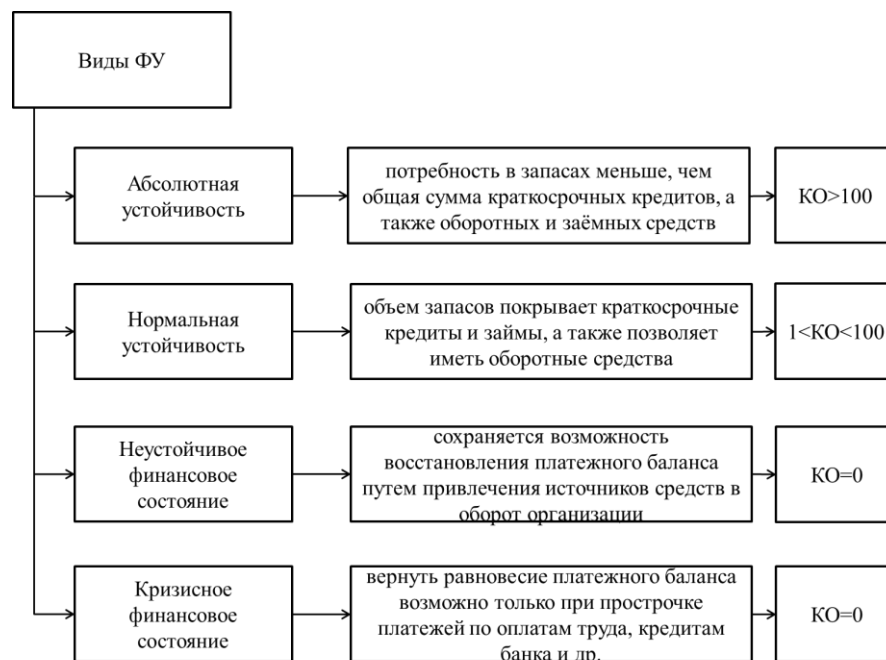 Виды ФУ
Абсолютная
устойчивость
потребность в запасах меньше, чем
общая сумма краткосрочных кредитов, а
также оборотных и заёмных средств
КО>100
Нормальная
устойчивость
объем запасов покрывает краткосрочные
кредиты и займы, а также позволяет
иметь оборотные средства
1<КО<100
Неустойчивое
финансовое
состояние
сохраняется возможность
восстановления платежного баланса
путем привлечения источников средств в
оборот организации
КО=0
Кризисное
финансовое
состояние
вернуть равновесие платежного баланса
возможно только при прострочке
платежей по оплатам труда, кредитам
банка и др.
КО=0